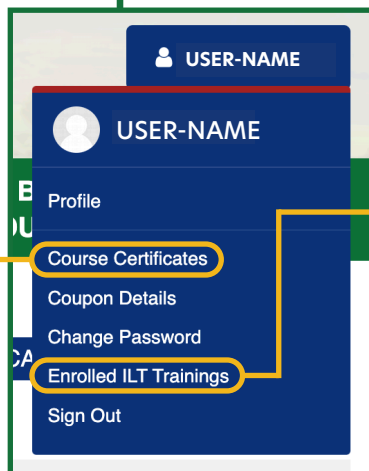 USER-NAME
USER-NAME
Profile
Course Certificates
Coupon Details
Change Password
Enrolled ILT Trainings
Sign Out